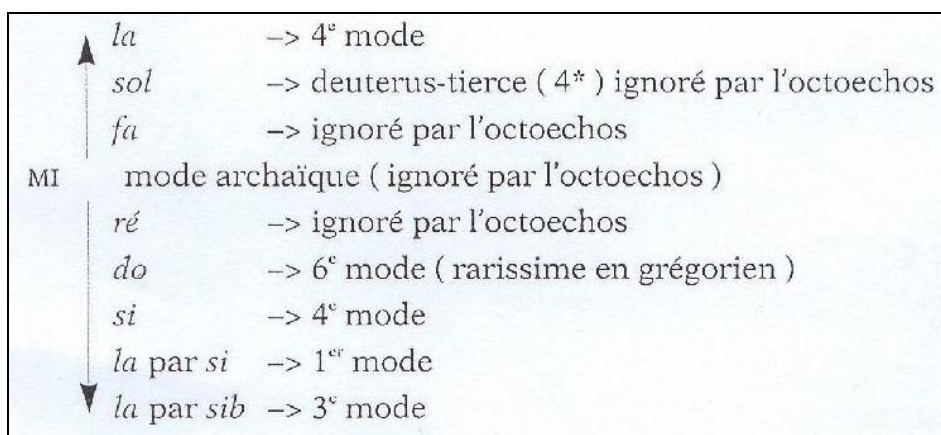 la –> 4e mode
sol –> deuterus-tierce ( 4* ) ignoré par l'octoechos
fa –> ignoré par l'octoechos
MI mode archaïque ( ignoré par l'octoechos )
ré –> ignoré par l'octoechos
do –> 6e mode ( rarissime en grégorien )
si –> 4e mode
la par si –> 1er mode
la par sib –> 3e mode